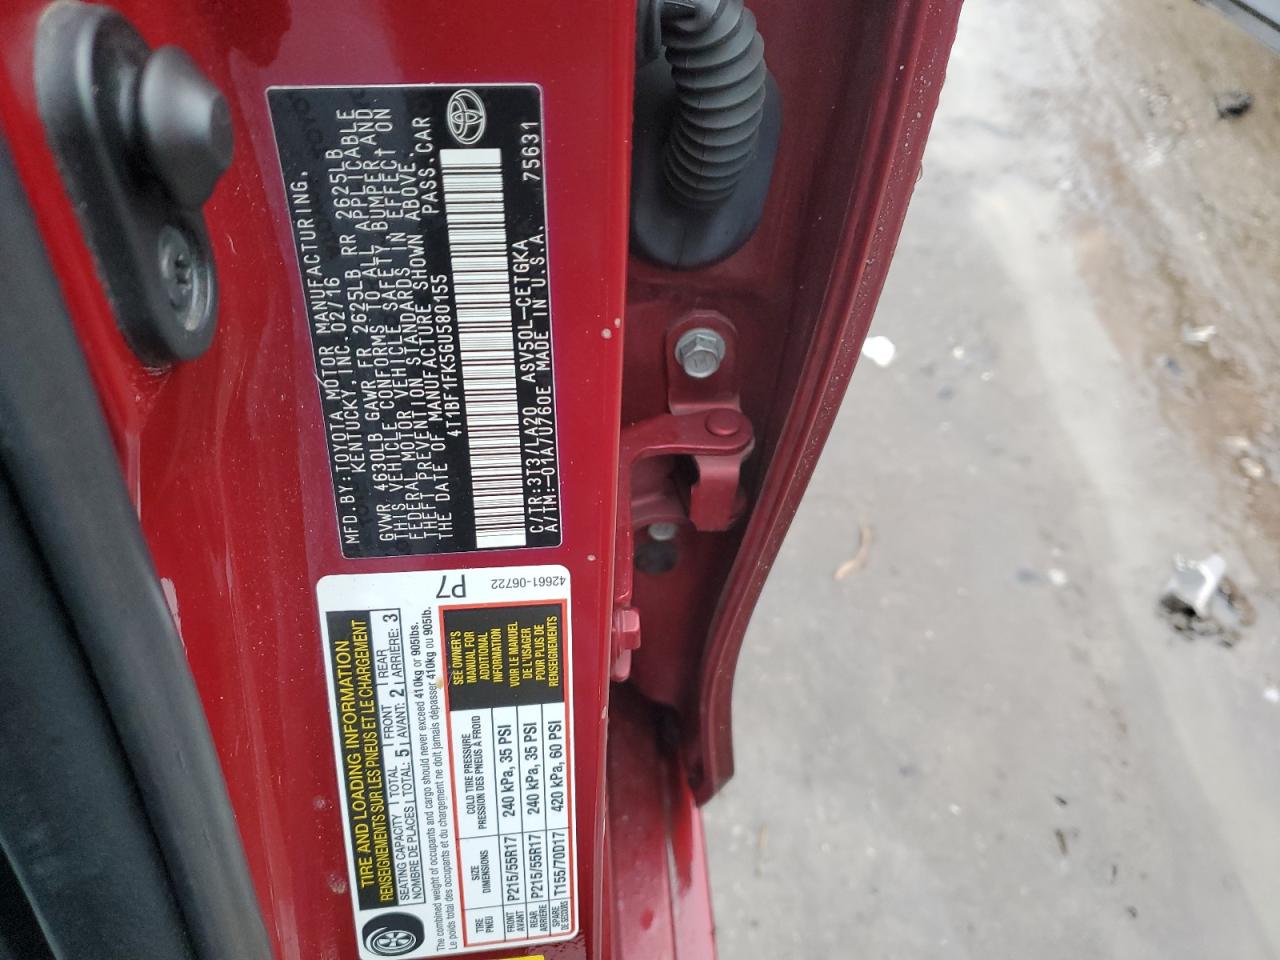 MFD.BY:TOYOTA MOTOR MANUFACTURING,
KENTUCKY, INC. 02/16
GVWR 4630LB GAWR FR 2625LB RR 2625LB
THIS VEHICLE CONFORMS TO ALL APPLICABLE
FEDERAL MOTOR VEHICLE SAFETY BUMPER AND
THEFT PREVENTION STANDARDS IN EFFECT ON
THE DATE OF MANUFACTURE SHOWN ABOVE.
4T1BF1FK5GU580155 PASS.CAR
C/TR:3T3/LA20 ASV50L-CETGKA 75631
A/TM:-01A/U760E MADE IN U.S.A.
TIRE AND LOADING INFORMATION
RENSEIGNEMENTS SUR LES PNEUS ET LE CHARGEMENT
SEATING CAPACITY TOTAL 5 FRONT 2 REAR 3
NOMBRE DE PLACES TOTAL: AVANT: ARRIÈRE:
The combined weight of occupants and cargo should never exceed 410kg or 905lbs.
Le poids total des occupants et du chargement ne doit jamais dépasser 410kg ou 905lb.
P7
42661-06722
TIRE SIZE COLD TIRE PRESSURE
PNEU DIMENSIONS PRESSION DES PNEUS À FROID
FRONT
AVANT P215/55R17 240 kPa, 35 PSI
REAR
ARRIÈRE P215/55R17 240 kPa, 35 PSI
SPARE
DE SECOURS T155/70D17 420 kPa, 60 PSI
SEE OWNER'S
MANUAL FOR
ADDITIONAL
INFORMATION
VOIR LE MANUEL
DE L'USAGER
POUR PLUS DE
RENSEIGNEMENTS